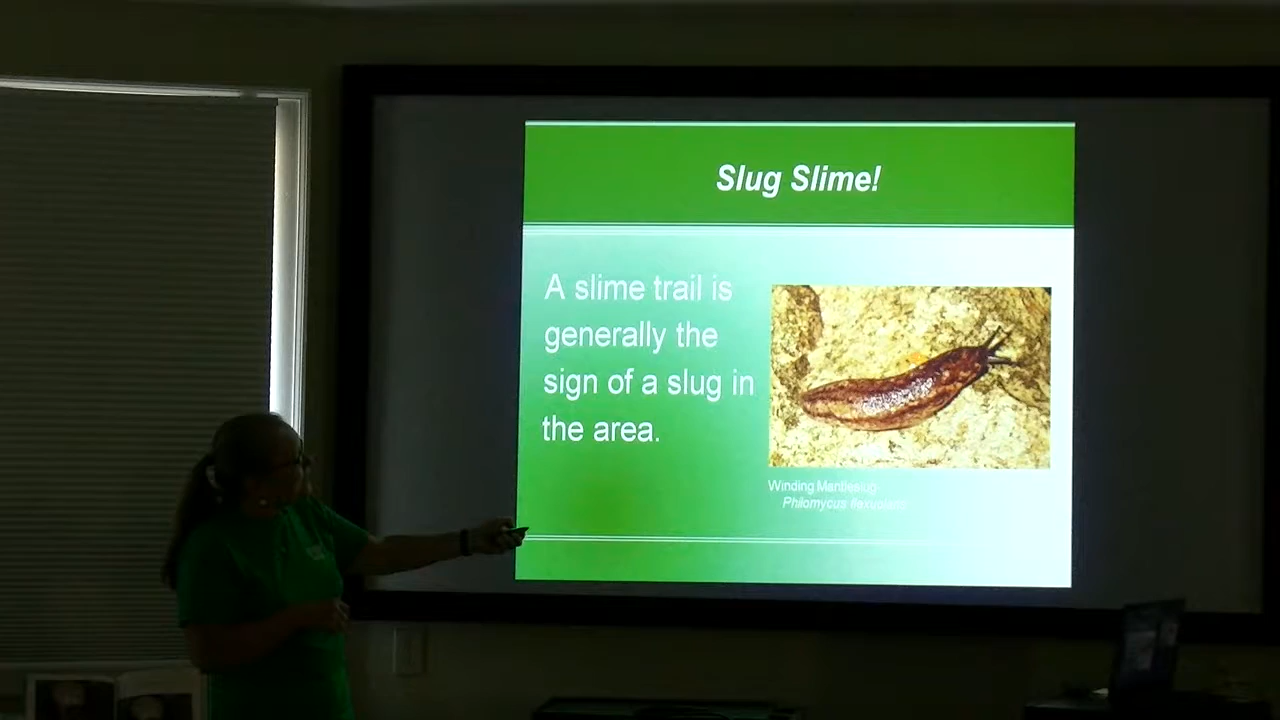 Slug Slime!
A slime trail is
generally the
sign of a slug in
the area.
Winding Mantleslug
Philomycus flexuolaris